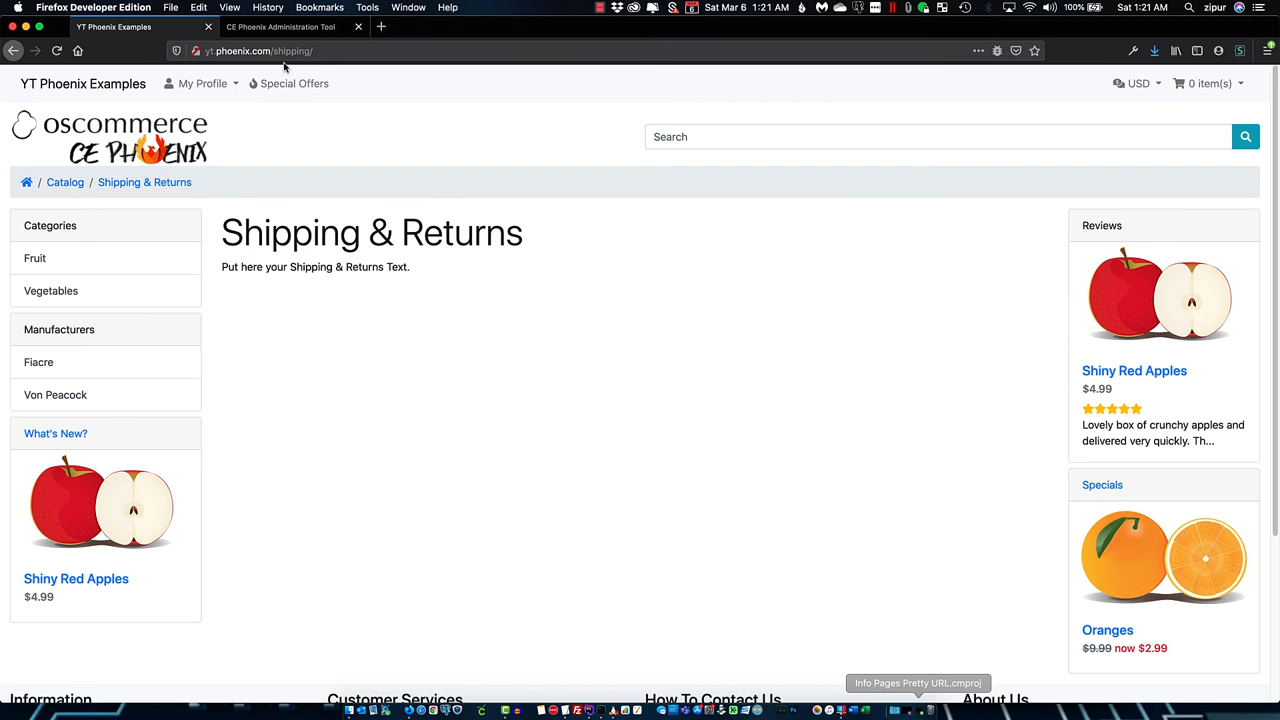 Firefox Developer Edition File Edit View History Bookmarks Tools Window Help
6
Sat Mar 6 1:21 AM
100%
Sat 1:21 AM
zipur
YT Phoenix Examples
CE Phoenix Administration Tool
yt.phoenix.com/shipping/
YT Phoenix Examples My Profile Special Offers
USD 0 item(s)
oscommerce
CE PHOENIX
Search
/ Catalog / Shipping & Returns
Categories
Fruit
Vegetables
Manufacturers
Fiacre
Von Peacock
What's New?
Shiny Red Apples
$4.99
Shipping & Returns
Put here your Shipping & Returns Text.
Reviews
Shiny Red Apples
$4.99
Lovely box of crunchy apples and
delivered very quickly. Th...
Specials
Oranges
$9.99 now $2.99
Info Pages Pretty URL.cmproj
Information
Customer Services
How To Contact Us
About Us